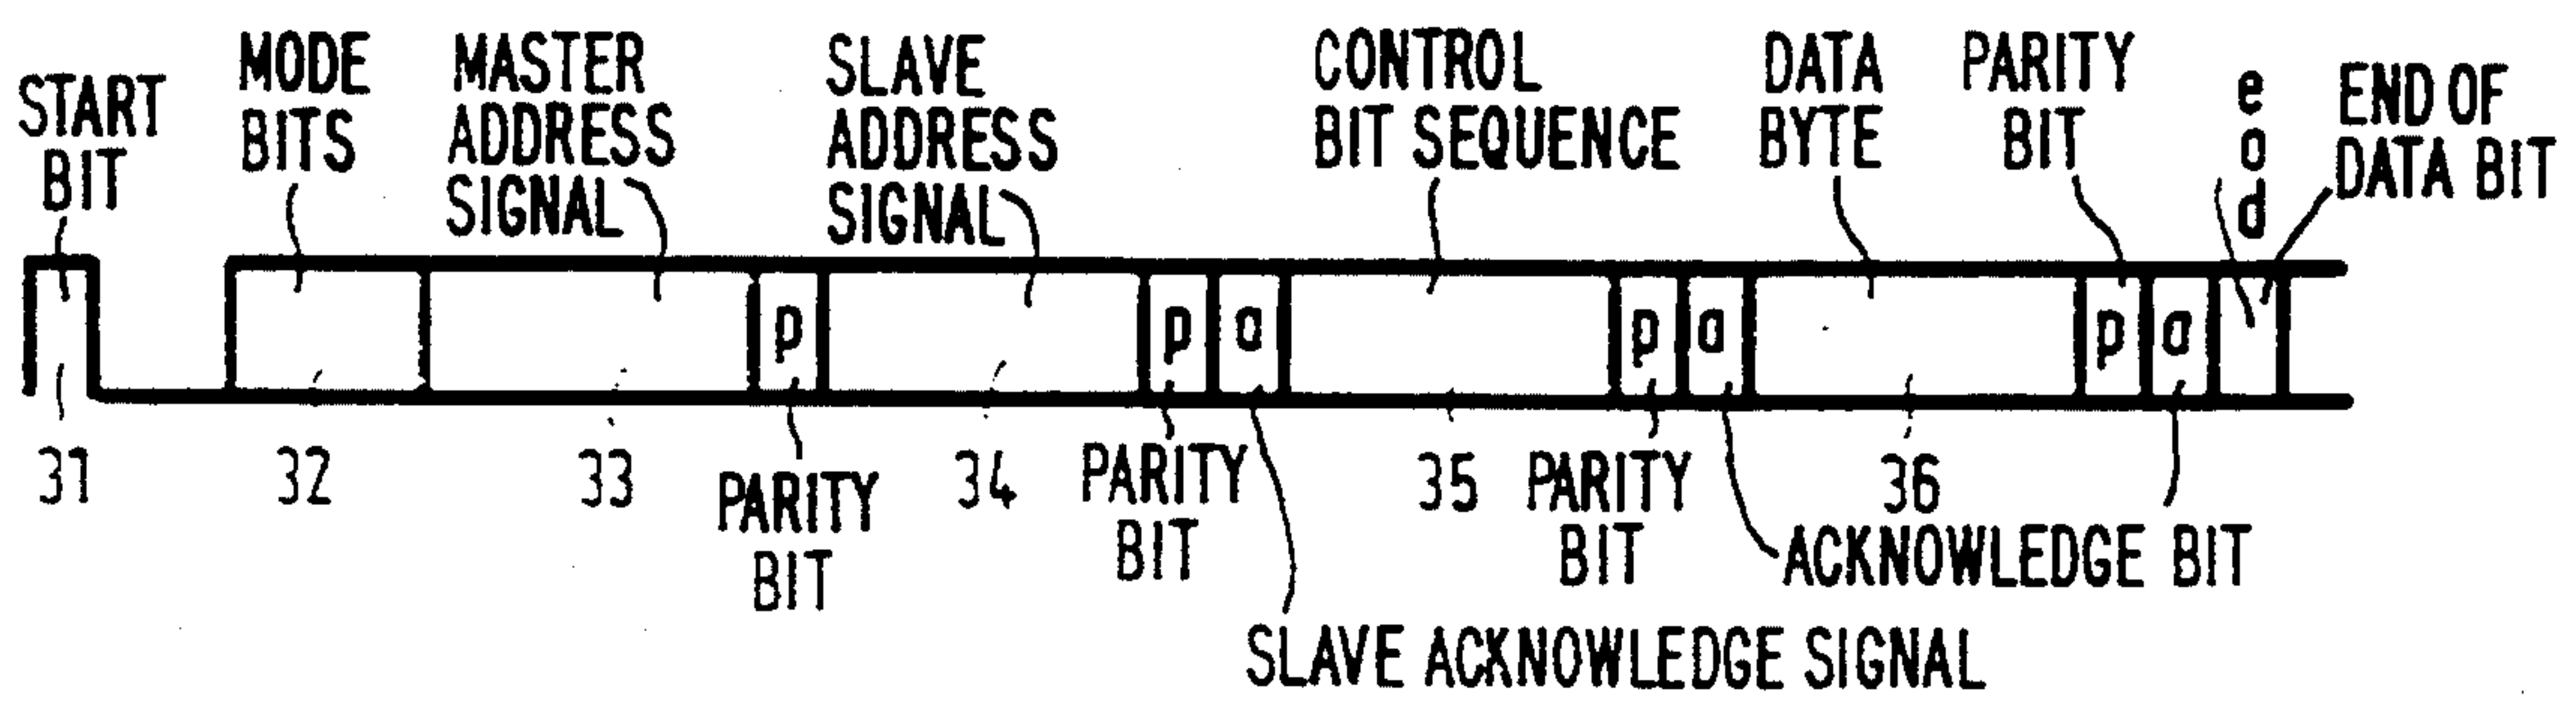 START
BIT
MODE
BITS
MASTER
ADDRESS
SIGNAL
SLAVE
ADDRESS
SIGNAL
CONTROL
BIT SEQUENCE
DATA
BYTE
PARITY
BIT
e
o
d
END OF
DATA BIT
p
p
a
p
a
p
a
31
32
33
PARITY
BIT
34
PARITY
BIT
SLAVE ACKNOWLEDGE SIGNAL
35
PARITY
BIT
36
ACKNOWLEDGE BIT